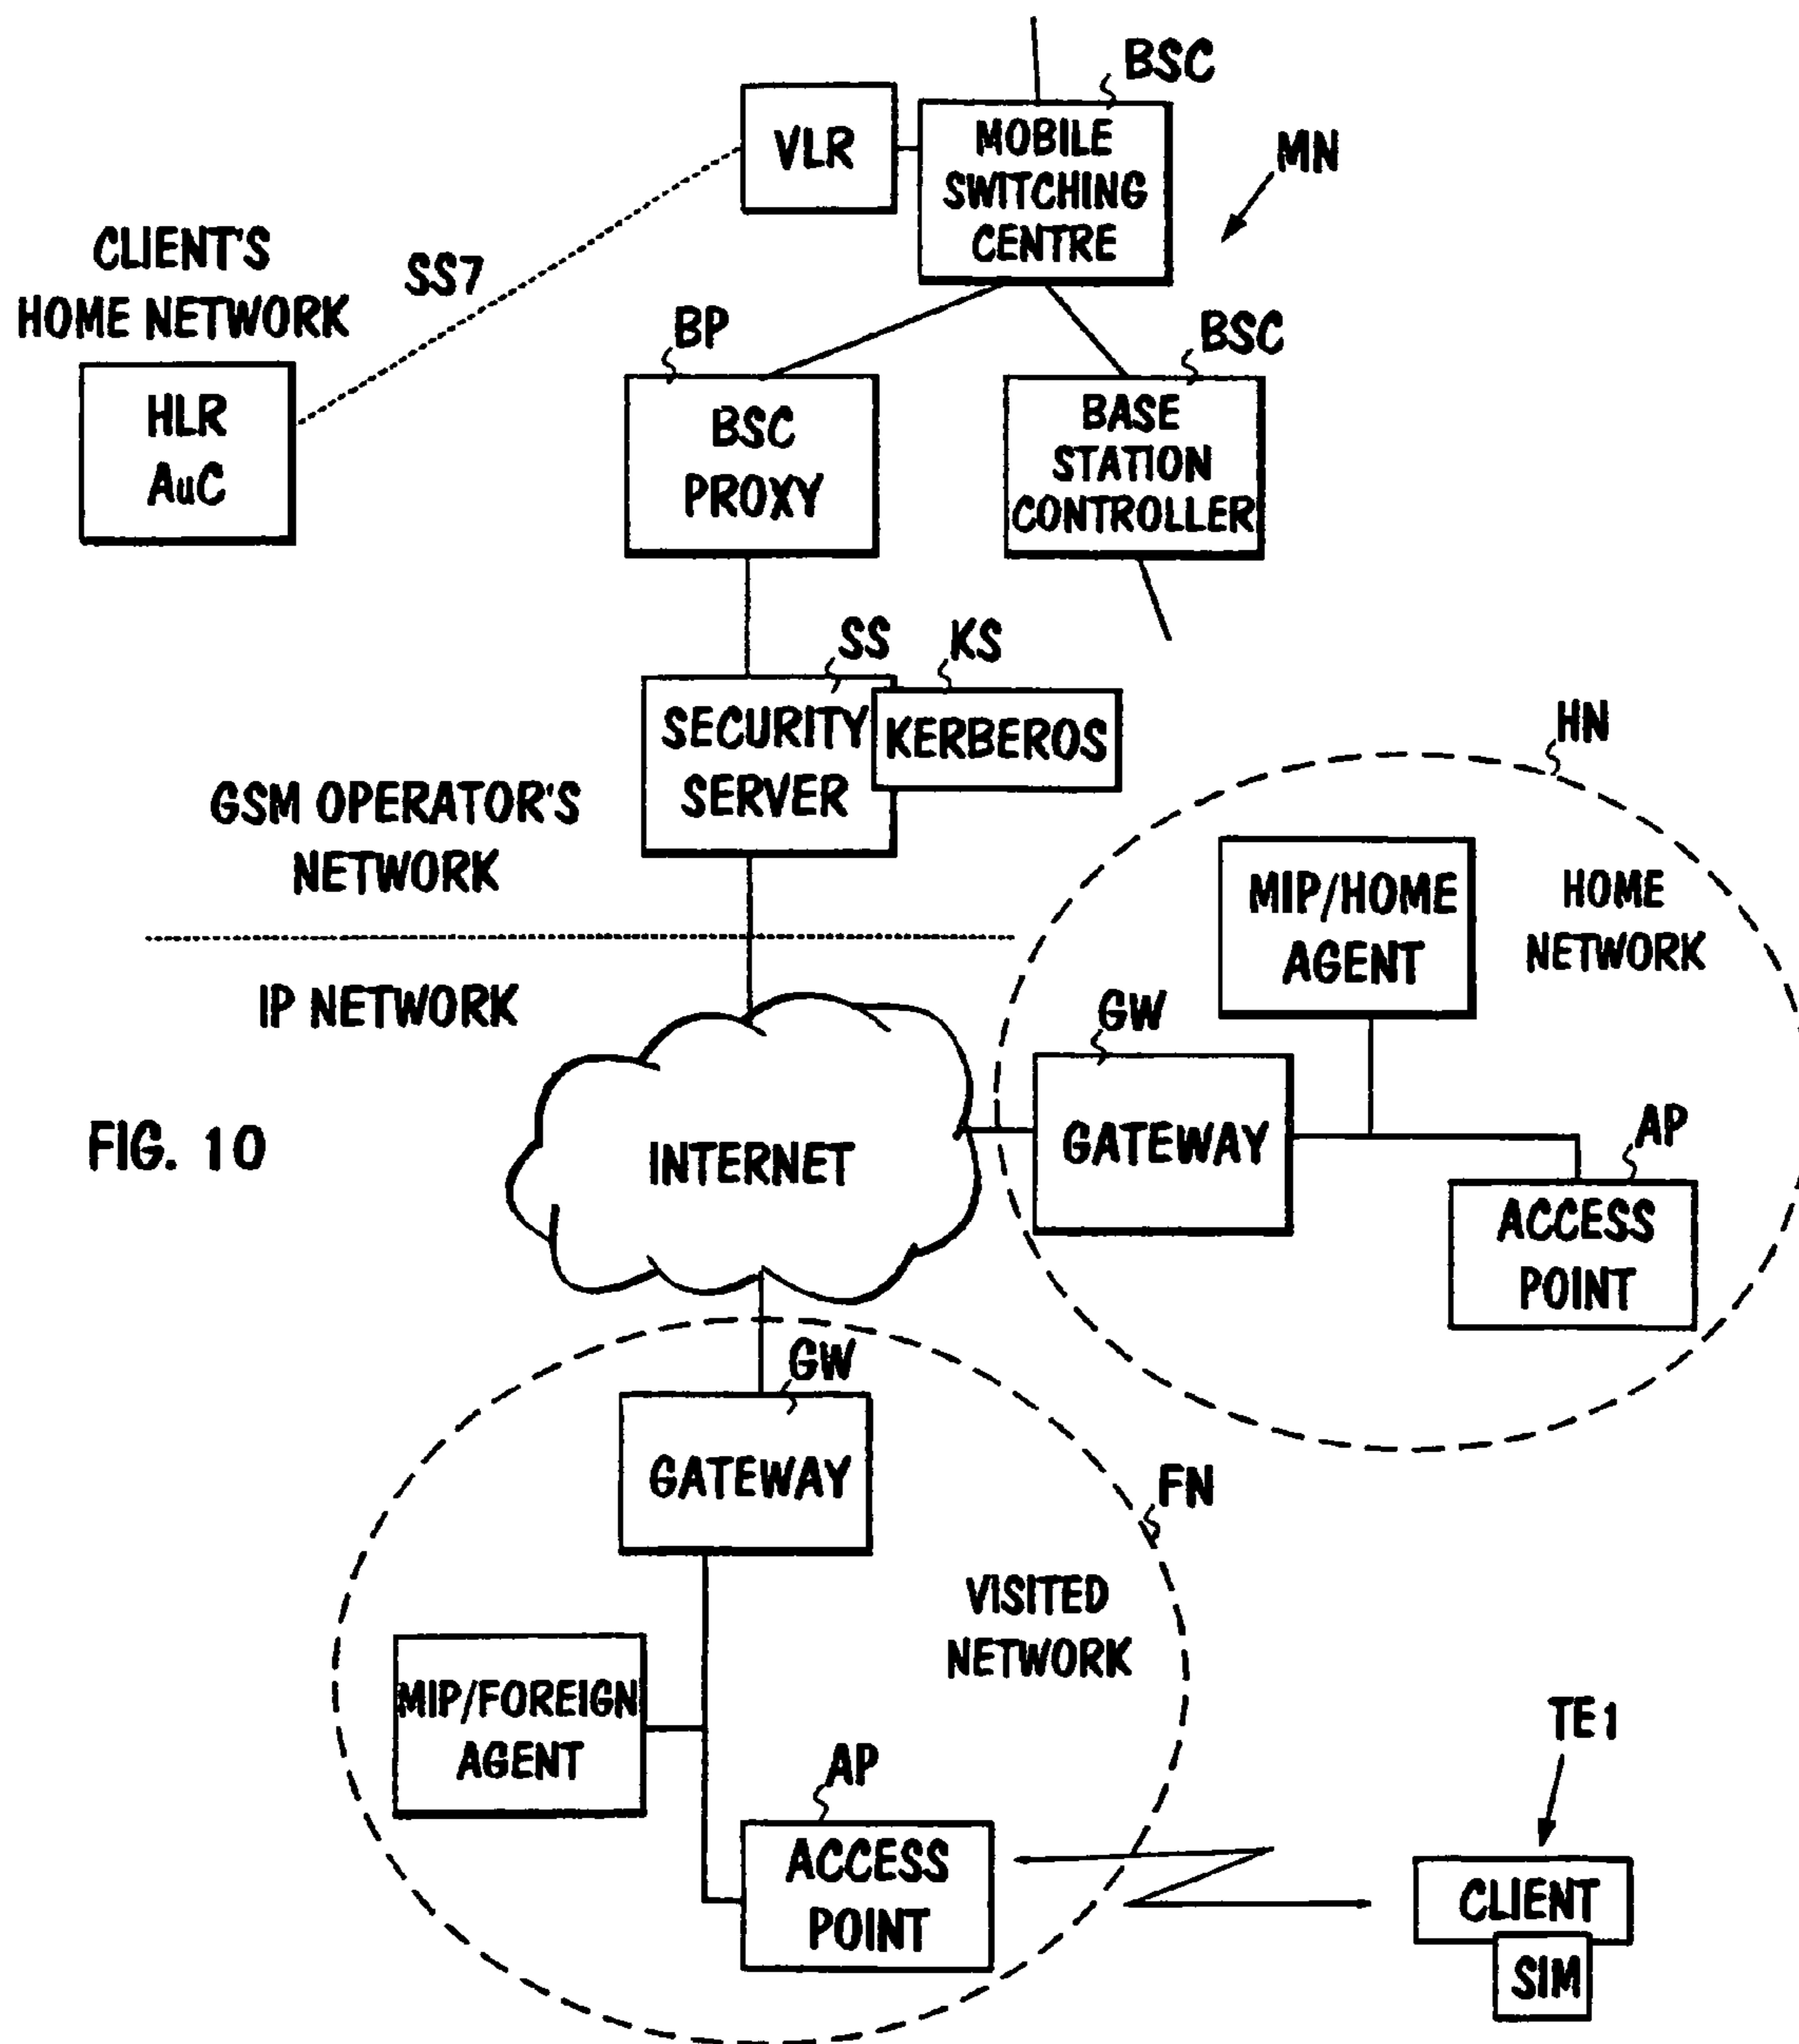 BSC
VLR
MOBILE
SWITCHING
CENTRE
MN
CLIENT'S
HOME NETWORK
SS7
HLR
AuC
BP
BSC
PROXY
BSC
BASE
STATION
CONTROLLER
SS
KS
SECURITY
SERVER
KERBEROS
GSM OPERATOR'S
NETWORK
IP NETWORK
HN
MIP/HOME
AGENT
HOME
NETWORK
GW
GATEWAY
AP
ACCESS
POINT
FIG. 10
INTERNET
GW
GATEWAY
FN
VISITED
NETWORK
MIP/FOREIGN
AGENT
AP
ACCESS
POINT
TE1
CLIENT
SIM